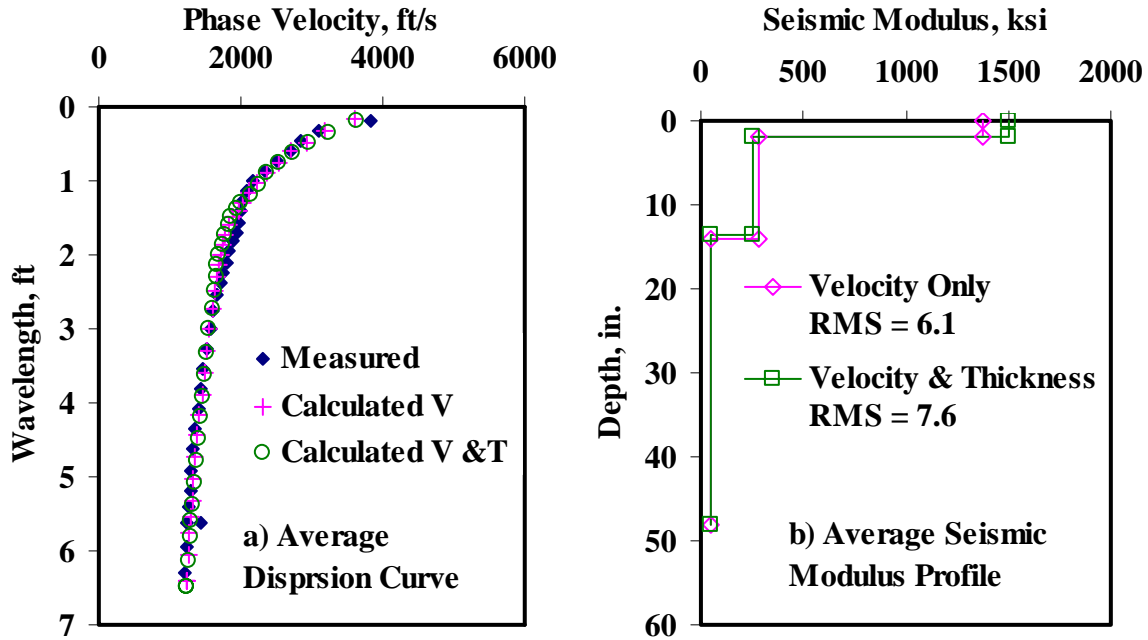 Phase Velocity, ft/s
0 2000 4000 6000
0
1
2
3
4
5
6
7
Wavelength, ft
Measured
Calculated V
Calculated V &T
a) Average
Disprsion Curve
Seismic Modulus, ksi
0 500 1000 1500 2000
0
10
20
30
40
50
60
Depth, in.
Velocity Only
RMS = 6.1
Velocity & Thickness
RMS = 7.6
b) Average Seismic
Modulus Profile